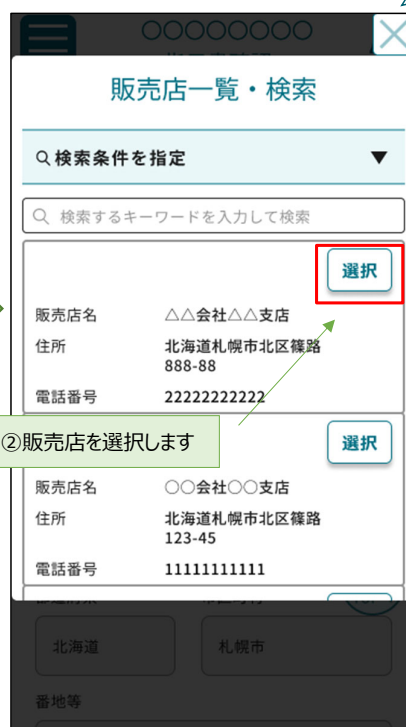 ○○○○○○○○
販売店一覧・検索
検索条件を指定 ▼
検索するキーワードを入力して検索
選択
販売店名 △△会社△△支店
住所 北海道札幌市北区篠路
888-88
電話番号 22222222222
②販売店を選択します
選択
販売店名 ○○会社○○支店
住所 北海道札幌市北区篠路
123-45
電話番号 11111111111
北海道 札幌市
番地等